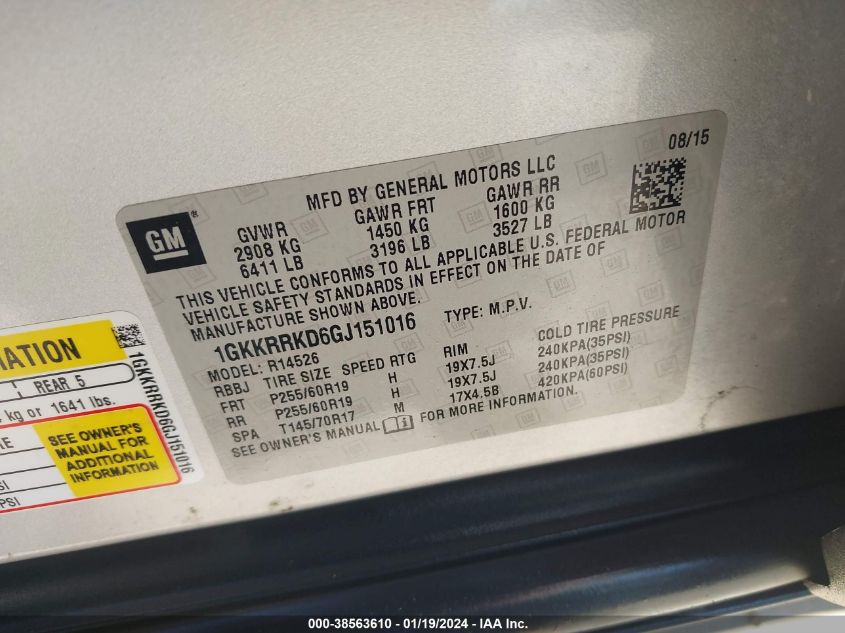 08/15
MFD BY GENERAL MOTORS LLC
GM®
GVWR GAWR FRT GAWR RR
2908 KG 1450 KG 1600 KG
6411 LB 3196 LB 3527 LB
THIS VEHICLE CONFORMS TO ALL APPLICABLE U.S. FEDERAL MOTOR
VEHICLE SAFETY STANDARDS IN EFFECT ON THE DATE OF
MANUFACTURE SHOWN ABOVE.
1GKKRRKD6GJ151016 TYPE: M.P.V.
MODEL: R14526
RBBJ TIRE SIZE SPEED RTG RIM COLD TIRE PRESSURE
FRT P255/60R19 H 19X7.5J 240KPA(35PSI)
RR P255/60R19 H 19X7.5J 240KPA(35PSI)
SPA T145/70R17 M 17X4.5B 420KPA(60PSI)
SEE OWNER'S MANUAL FOR MORE INFORMATION.
MATION
REAR 5
kg or 1641 lbs.
SEE OWNER'S
MANUAL FOR
ADDITIONAL
INFORMATION
PSI
1GKKRRKD6GJ151016
000-38563610 - 01/19/2024 - IAA Inc.